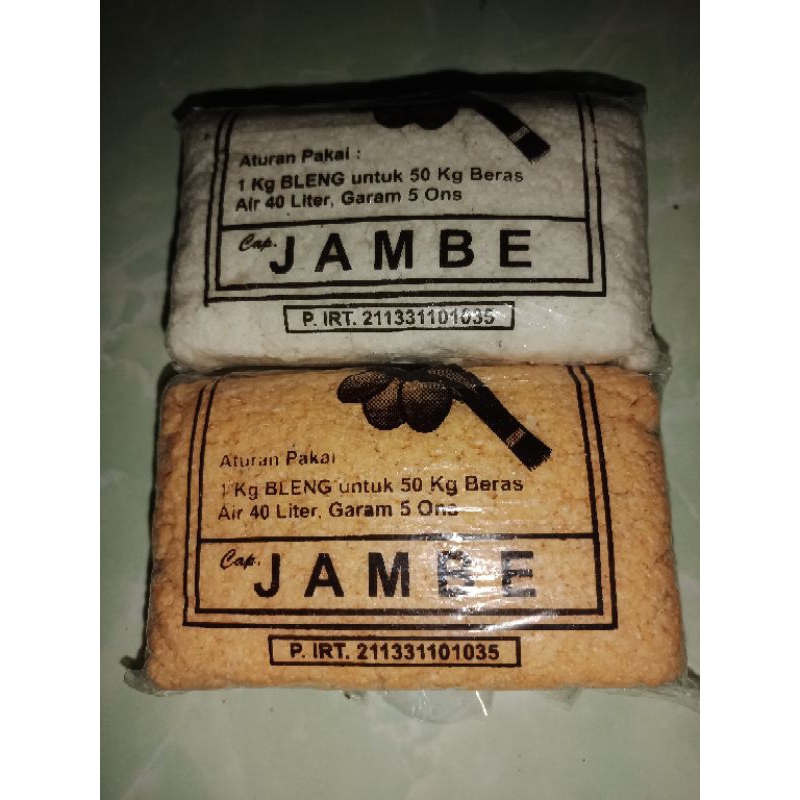 Aturan Pakai :
1 Kg BLENG untuk 50 Kg Beras
Air 40 Liter, Garam 5 Ons
Cap. JAMBE
P. IRT. 211331101035
Aturan Pakai
1 Kg BLENG untuk 50 Kg Beras
Air 40 Liter, Garam 5 Ons
Cap. JAMBE
P. IRT. 211331101035